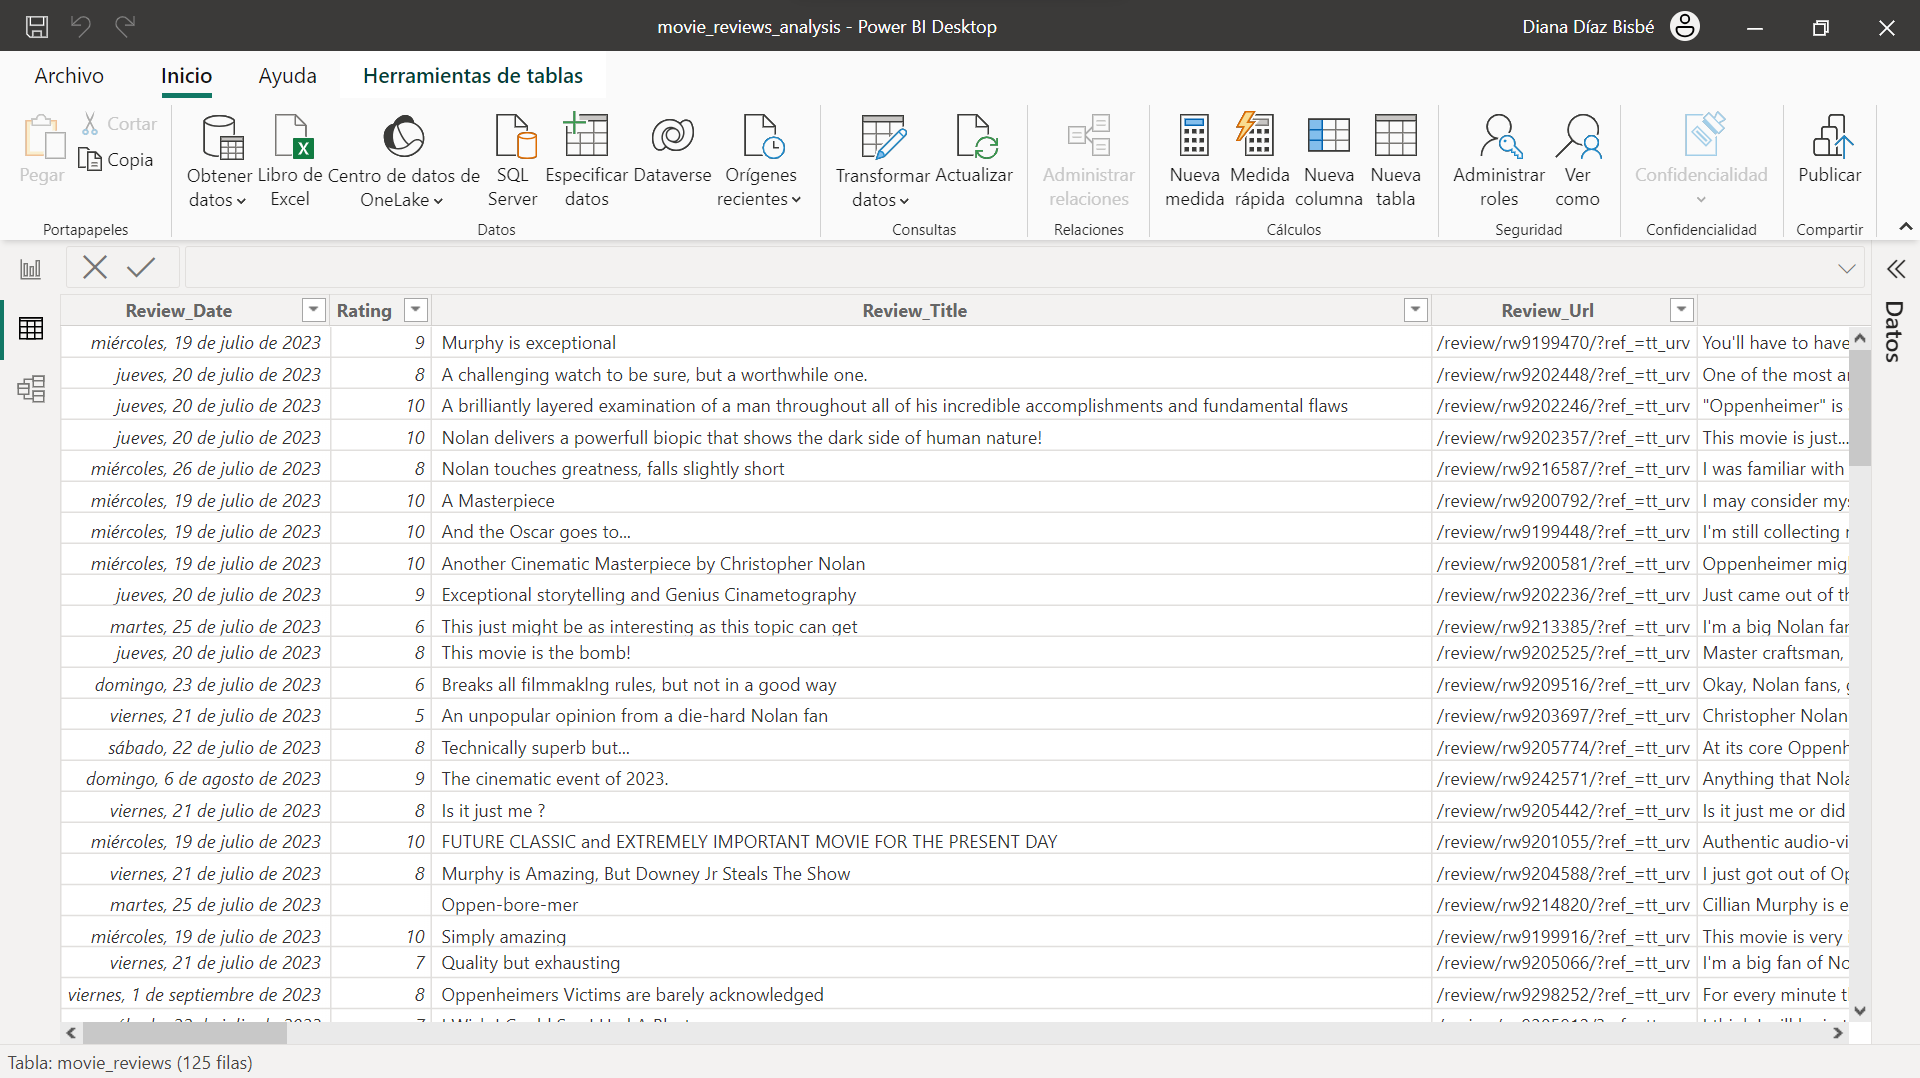 movie_reviews_analysis - Power BI Desktop
Diana Díaz Bisbé
Archivo Inicio Ayuda Herramientas de tablas
Pegar
Cortar
Copia
Obtener datos
Libro de Excel
Centro de datos de OneLake
SQL Server
Especificar datos
Dataverse
Orígenes recientes
Transformar datos
Actualizar
Administrar relaciones
Nueva medida
Medida rápida
Nueva columna
Nueva tabla
Administrar roles
Ver como
Confidencialidad
Publicar
Portapapeles Datos Consultas Relaciones Cálculos Seguridad Confidencialidad Compartir
Datos
Review_Date Rating Review_Title Review_Url
miércoles, 19 de julio de 2023 9 Murphy is exceptional /review/rw9199470/?ref_=tt_urv You'll have to have
jueves, 20 de julio de 2023 8 A challenging watch to be sure, but a worthwhile one. /review/rw9202448/?ref_=tt_urv One of the most
jueves, 20 de julio de 2023 10 A brilliantly layered examination of a man throughout all of his incredible accomplishments and fundamental flaws /review/rw9202246/?ref_=tt_urv "Oppenheimer" is
jueves, 20 de julio de 2023 10 Nolan delivers a powerfull biopic that shows the dark side of human nature! /review/rw9202357/?ref_=tt_urv This movie is just...
miércoles, 26 de julio de 2023 8 Nolan touches greatness, falls slightly short /review/rw9216587/?ref_=tt_urv I was familiar with
miércoles, 19 de julio de 2023 10 A Masterpiece /review/rw9200792/?ref_=tt_urv I may consider
miércoles, 19 de julio de 2023 10 And the Oscar goes to... /review/rw9199448/?ref_=tt_urv I'm still collecting
miércoles, 19 de julio de 2023 10 Another Cinematic Masterpiece by Christopher Nolan /review/rw9200581/?ref_=tt_urv Oppenheimer
jueves, 20 de julio de 2023 9 Exceptional storytelling and Genius Cinametography /review/rw9202236/?ref_=tt_urv Just came out of
martes, 25 de julio de 2023 6 This just might be as interesting as this topic can get /review/rw9213385/?ref_=tt_urv I'm a big Nolan
jueves, 20 de julio de 2023 8 This movie is the bomb! /review/rw9202525/?ref_=tt_urv Master craftsman,
domingo, 23 de julio de 2023 6 Breaks all filmmaklng rules, but not in a good way /review/rw9209516/?ref_=tt_urv Okay, Nolan fans,
viernes, 21 de julio de 2023 5 An unpopular opinion from a die-hard Nolan fan /review/rw9203697/?ref_=tt_urv Christopher Nolan
sábado, 22 de julio de 2023 8 Technically superb but... /review/rw9205774/?ref_=tt_urv At its core
domingo, 6 de agosto de 2023 9 The cinematic event of 2023. /review/rw9242571/?ref_=tt_urv Anything that
viernes, 21 de julio de 2023 8 Is it just me ? /review/rw9205442/?ref_=tt_urv Is it just me or did
miércoles, 19 de julio de 2023 10 FUTURE CLASSIC and EXTREMELY IMPORTANT MOVIE FOR THE PRESENT DAY /review/rw9201055/?ref_=tt_urv Authentic
viernes, 21 de julio de 2023 8 Murphy is Amazing, But Downey Jr Steals The Show /review/rw9204588/?ref_=tt_urv I just got out of
martes, 25 de julio de 2023 Oppen-bore-mer /review/rw9214820/?ref_=tt_urv Cillian Murphy is
miércoles, 19 de julio de 2023 10 Simply amazing /review/rw9199916/?ref_=tt_urv This movie is very
viernes, 21 de julio de 2023 7 Quality but exhausting /review/rw9205066/?ref_=tt_urv I'm a big fan of
viernes, 1 de septiembre de 2023 8 Oppenheimers Victims are barely acknowledged /review/rw9298252/?ref_=tt_urv For every minute
Tabla: movie_reviews (125 filas)